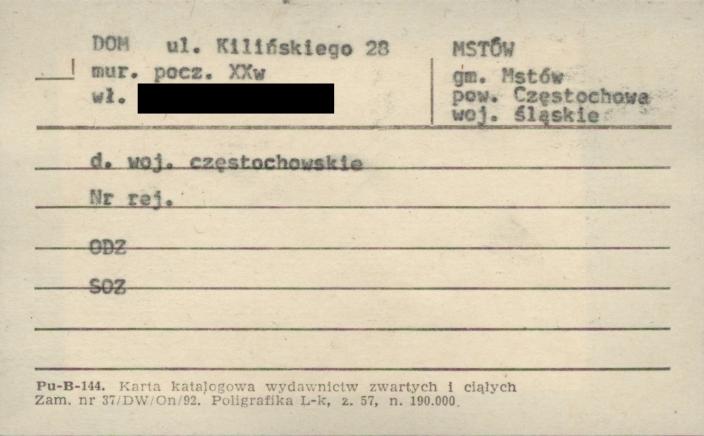 DOM ul. Kilińskiego 28
mur. pocz. XXw
wł.
MSTÓW
gm. Mstów
pow. Częstochowa
woj. śląskie
d. woj. częstochowskie
Nr rej.
ODZ
SOZ
Pu-B-144. Karta katalogowa wydawnictw zwartych i ciąłych
Zam. nr 37/DW/On/92. Poligrafika L-k, z. 57, n. 190.000.